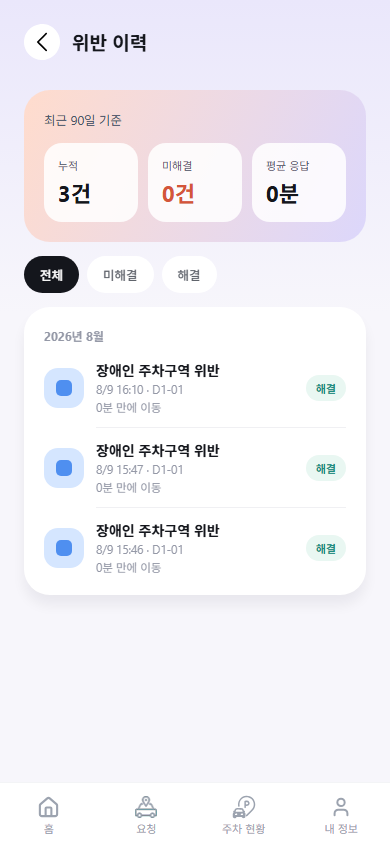 위반 이력
최근 90일 기준
누적
미해결
평균 응답
3건
0건
0분
전체
미해결
해결
2026년 8월
장애인 주차구역 위반
8/9 16:10 · D1-01
0분 만에 이동
해결
장애인 주차구역 위반
8/9 15:47 · D1-01
0분 만에 이동
해결
장애인 주차구역 위반
8/9 15:46 · D1-01
0분 만에 이동
해결
홈
요청
주차 현황
내 정보